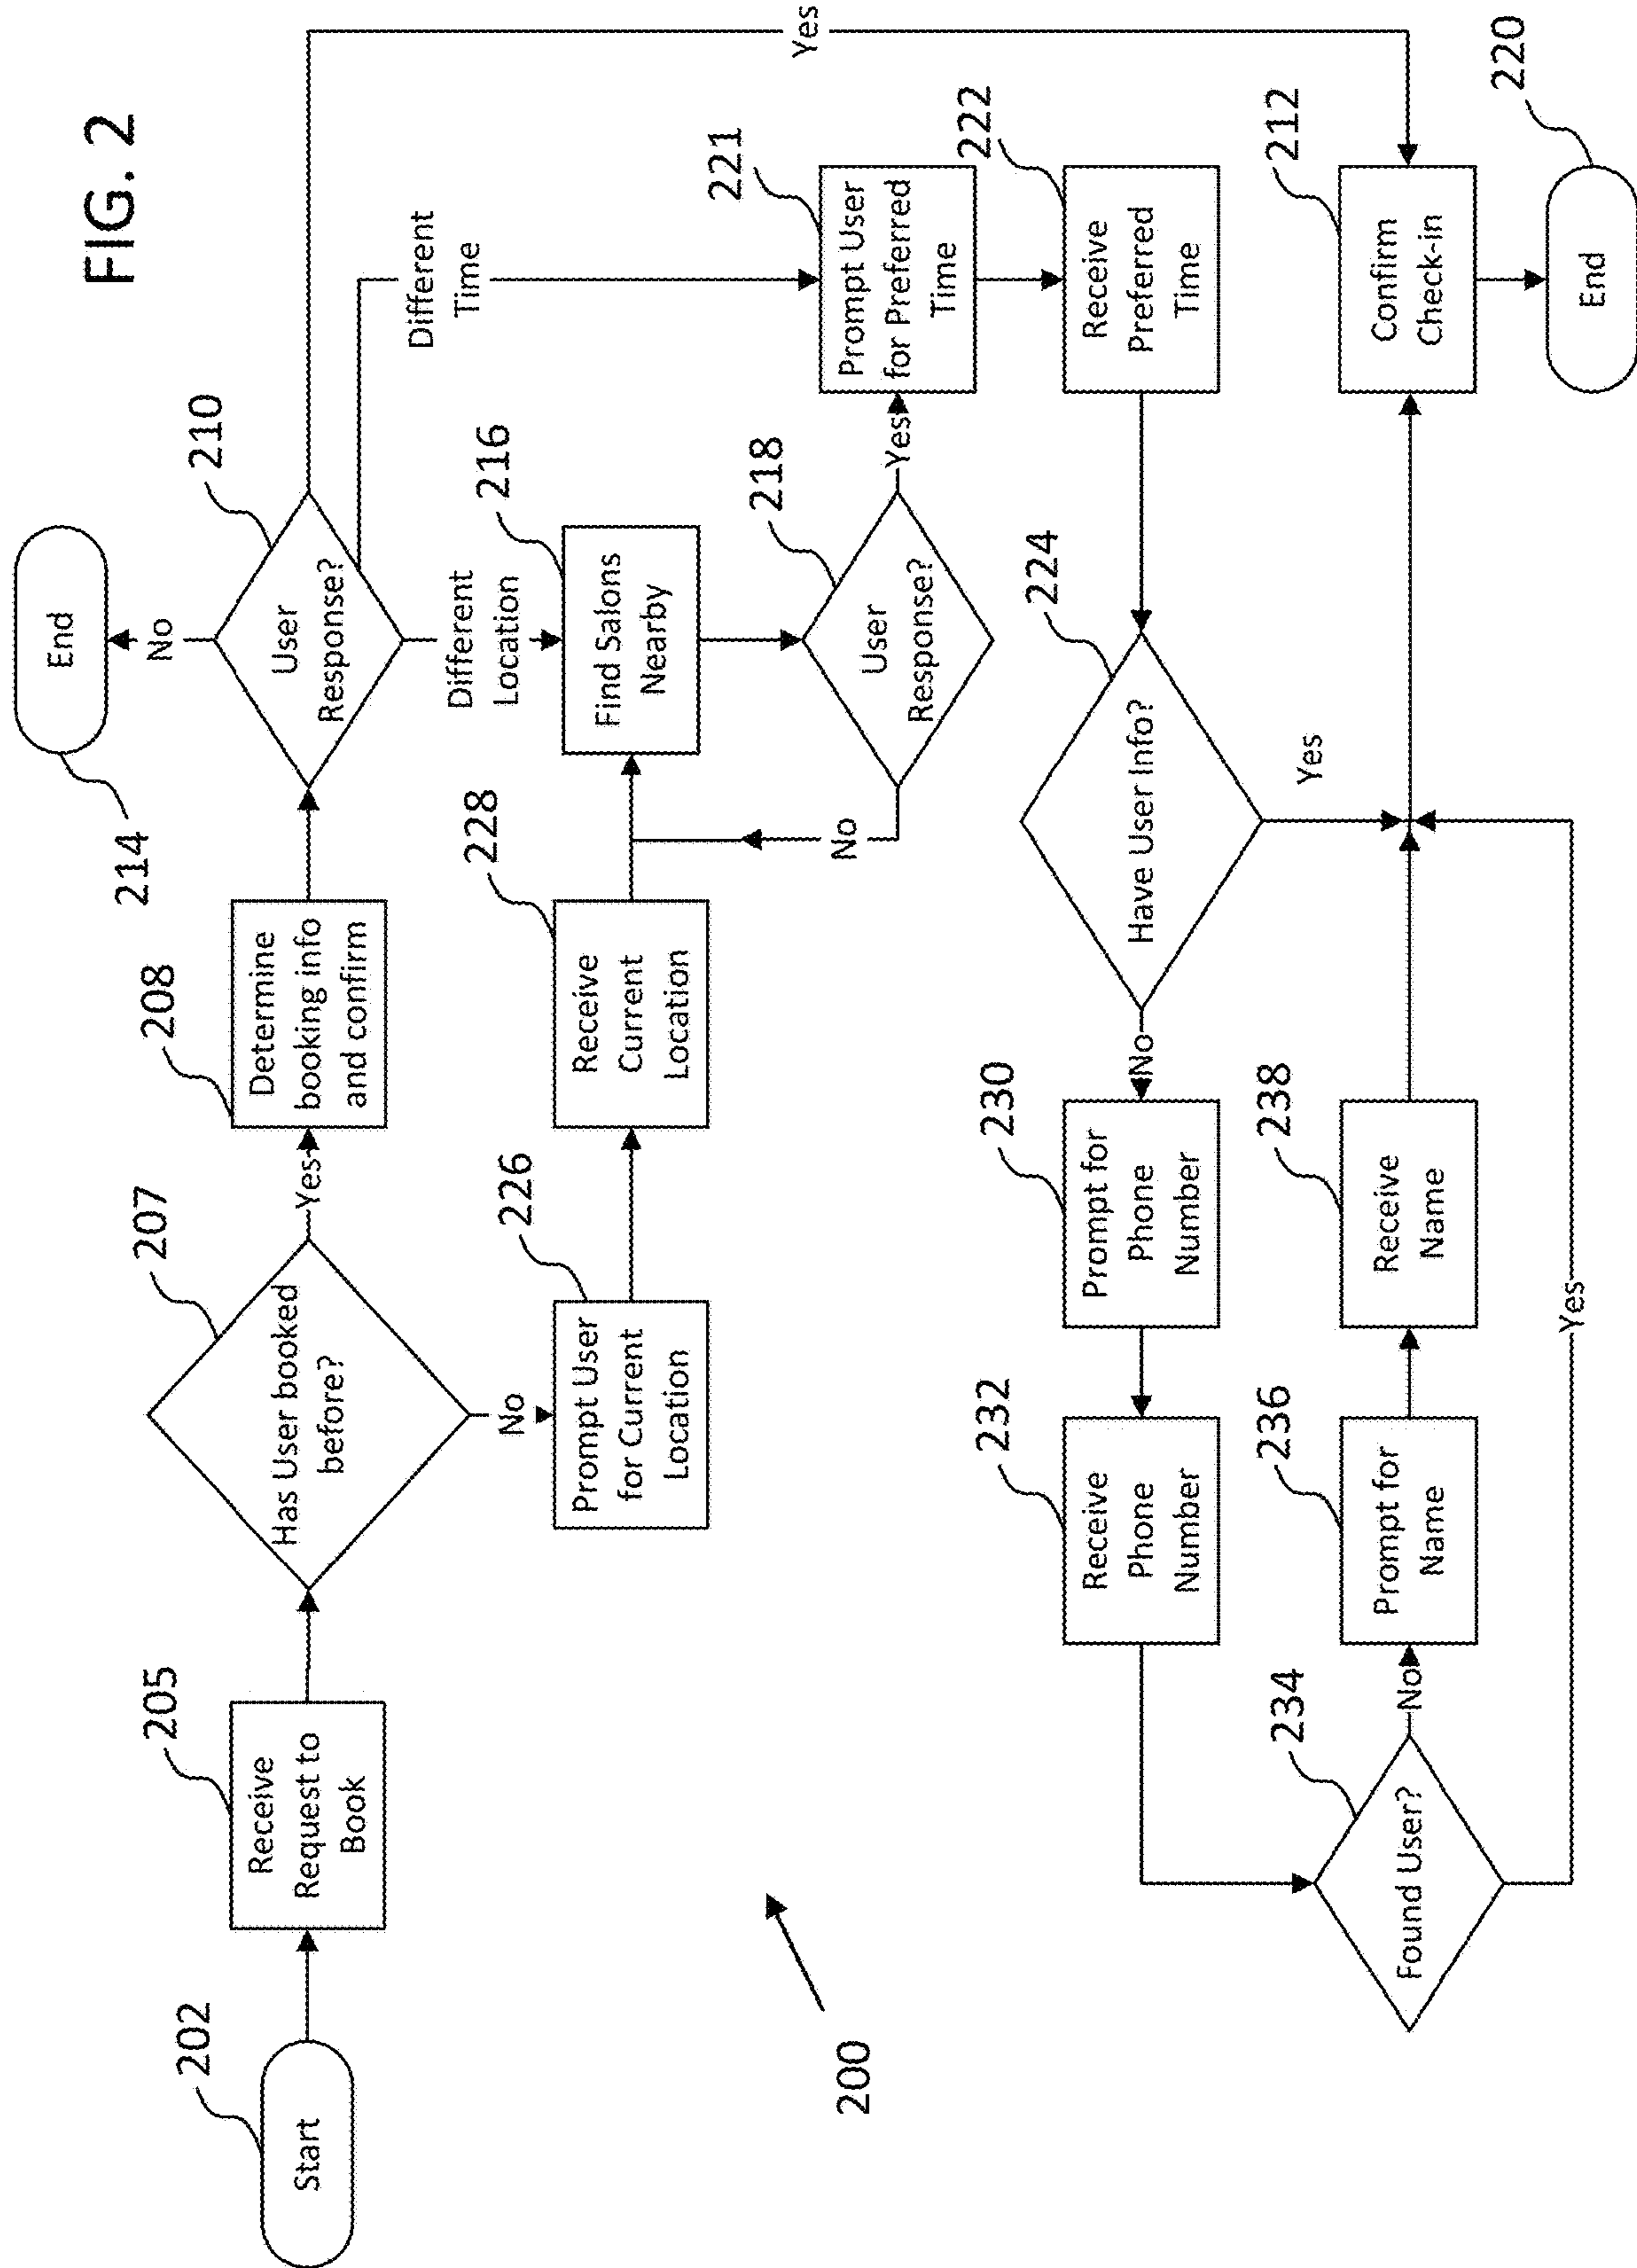 FIG. 2
202
Start
205
Receive
Request to
Book
207
Has User booked
before?
Yes
208
Determine
booking info
and confirm
210
User
Response?
No
214
End
Yes
Different
Time
Different
Location
No
226
Prompt User
for Current
Location
228
Receive
Current
Location
216
Find Salons
Nearby
218
User
Response?
No
Yes
221
Prompt User
for Preferred
Time
222
Receive
Preferred
Time
224
Have User Info?
No
Yes
230
Prompt for
Phone
Number
232
Receive
Phone
Number
234
Found User?
No
236
Prompt for
Name
238
Receive
Name
Yes
212
Confirm
Check-in
220
End
200